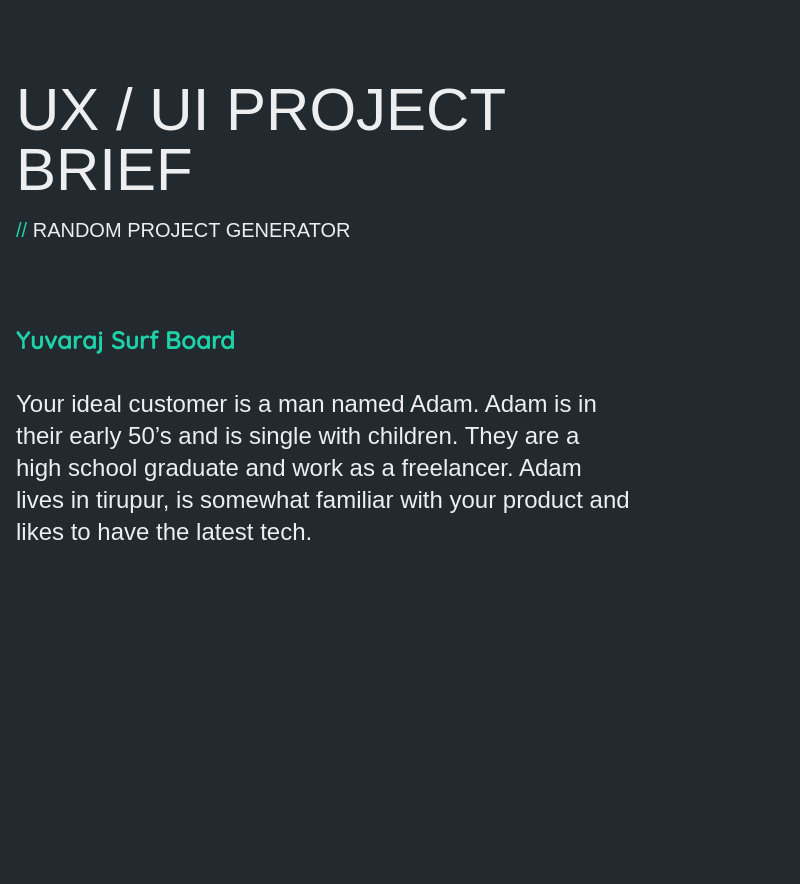 UX / UI PROJECT
BRIEF
// RANDOM PROJECT GENERATOR
Yuvaraj Surf Board
Your ideal customer is a man named Adam. Adam is in
their early 50’s and is single with children. They are a
high school graduate and work as a freelancer. Adam
lives in tirupur, is somewhat familiar with your product and
likes to have the latest tech.